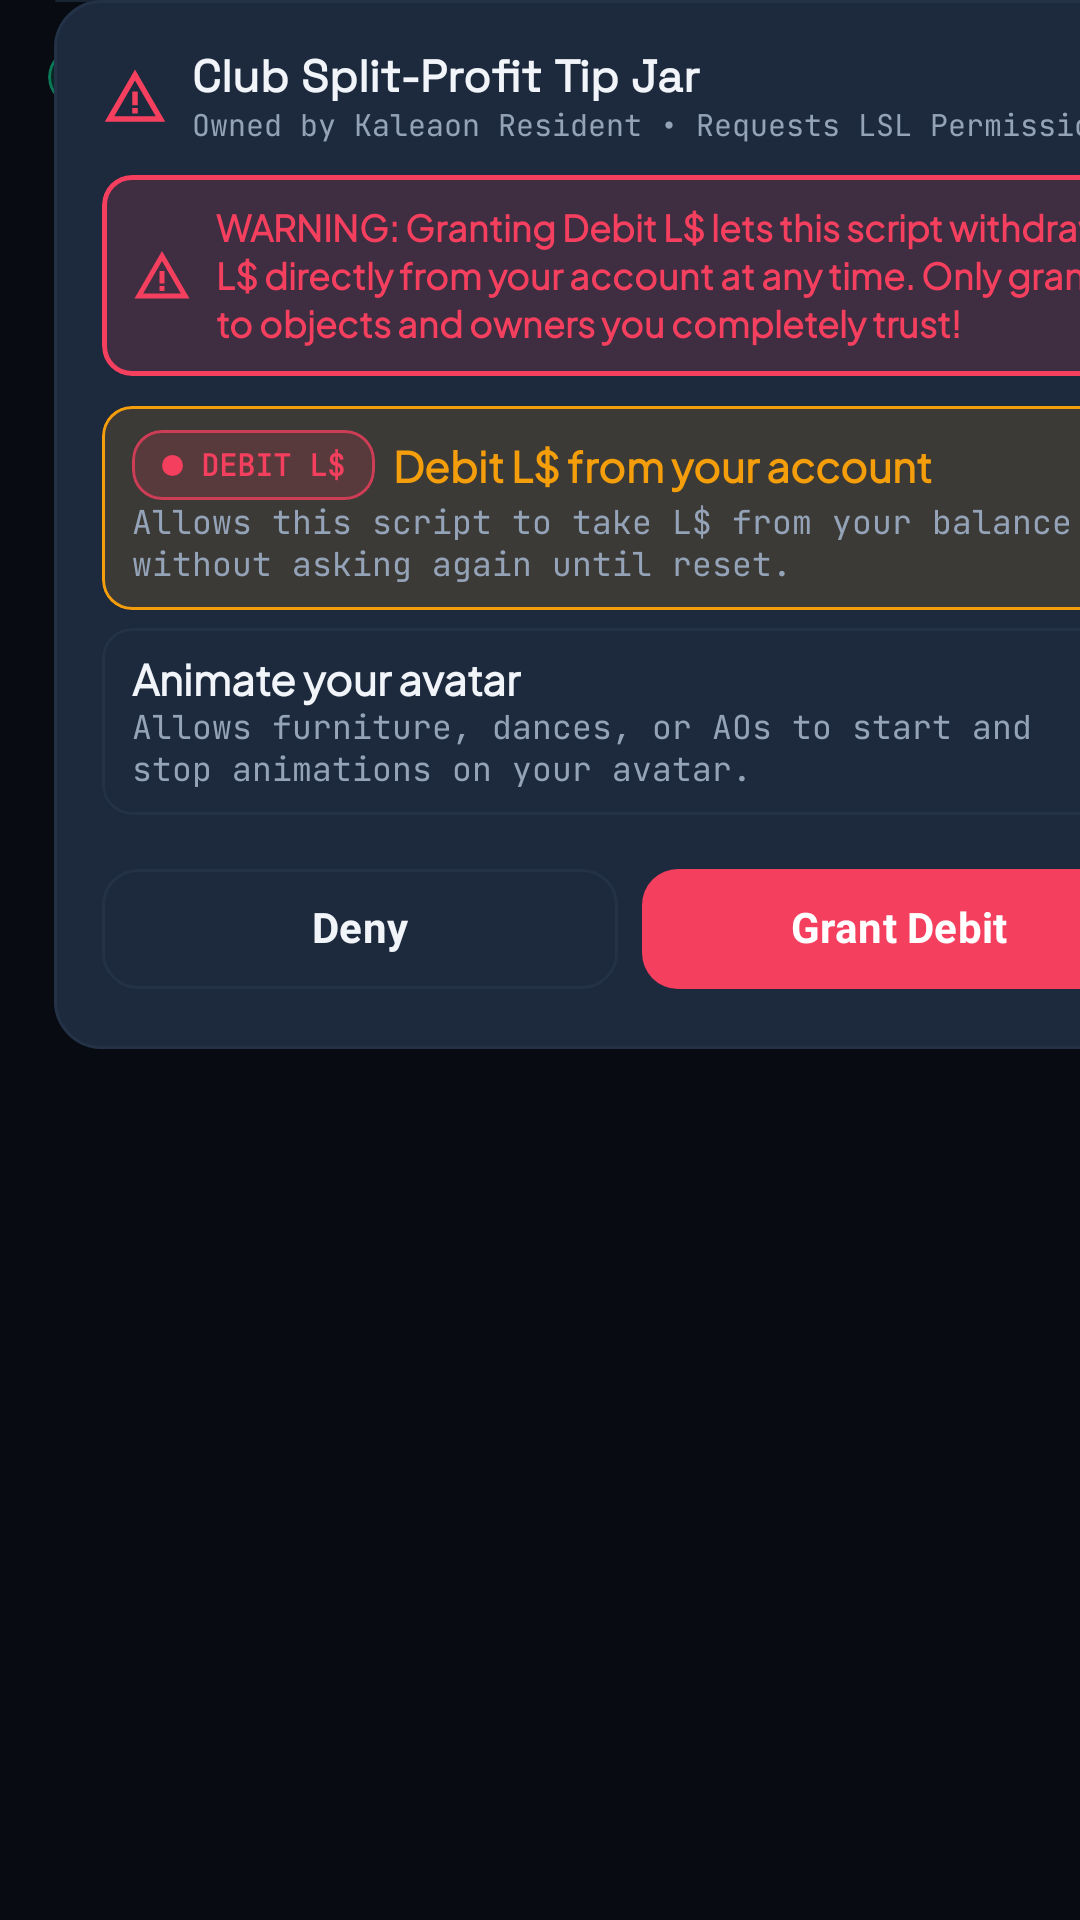 Club Split-Profit Tip Jar
Owned by Kaleaon Resident • Requests LSL
WARNING: Granting Debit L$ lets this script
L$ directly from your account at any time. Only
to objects and owners you completely trust!
DEBIT L$ Debit L$ from your account
Allows this script to take L$ from your balance
without asking again until reset.
Animate your avatar
Allows furniture, dances, or AOs to start and
stop animations on your avatar.
Deny Grant Debit